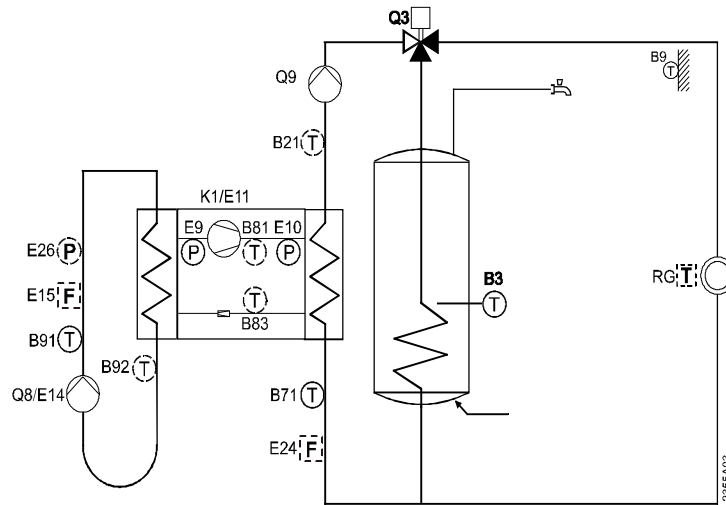 Q3
B9
T
Q9
B21 T
K1/E11
E9 B81 E10
P T P
E26 P
E15 F
T
B83
B91 T
B92 T
Q8/E14
B3
T
RG T
B71 T
E24 F
2355A03